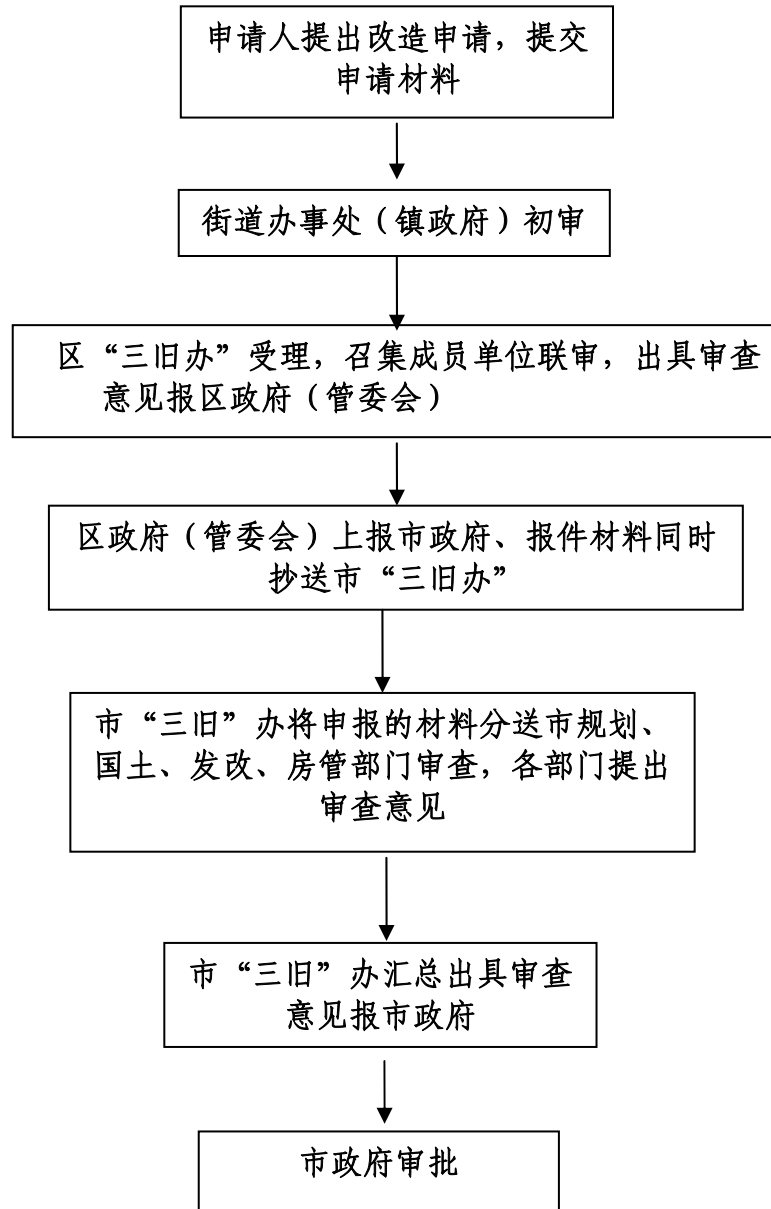 申请人提出改造申请，提交
申请材料
街道办事处（镇政府）初审
区“三旧办”受理，召集成员单位联审，出具审查
意见报区政府（管委会）
区政府（管委会）上报市政府、报件材料同时
抄送市“三旧办”
市“三旧”办将申报的材料分送市规划、
国土、发改、房管部门审查，各部门提出
审查意见
市“三旧”办汇总出具审查
意见报市政府
市政府审批